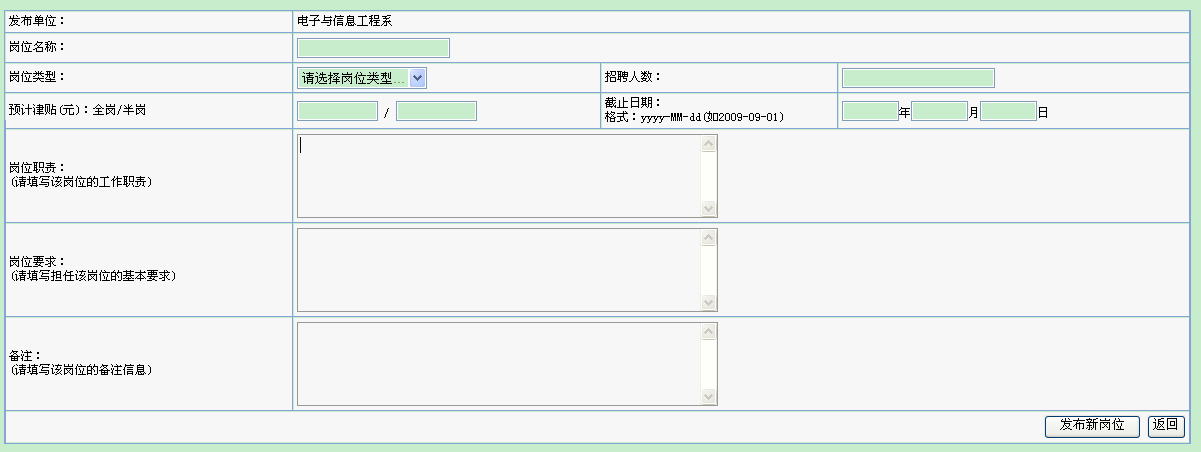 发布单位： 电子与信息工程系
岗位名称：
岗位类型： 请选择岗位类型... 招聘人数：
预计津贴(元)：全岗/半岗 / 截止日期：
格式：yyyy-MM-dd(如2009-09-01) 年 月 日
岗位职责：
(请填写该岗位的工作职责)
岗位要求：
(请填写担任该岗位的基本要求)
备注：
(请填写该岗位的备注信息)
发布新岗位 返回